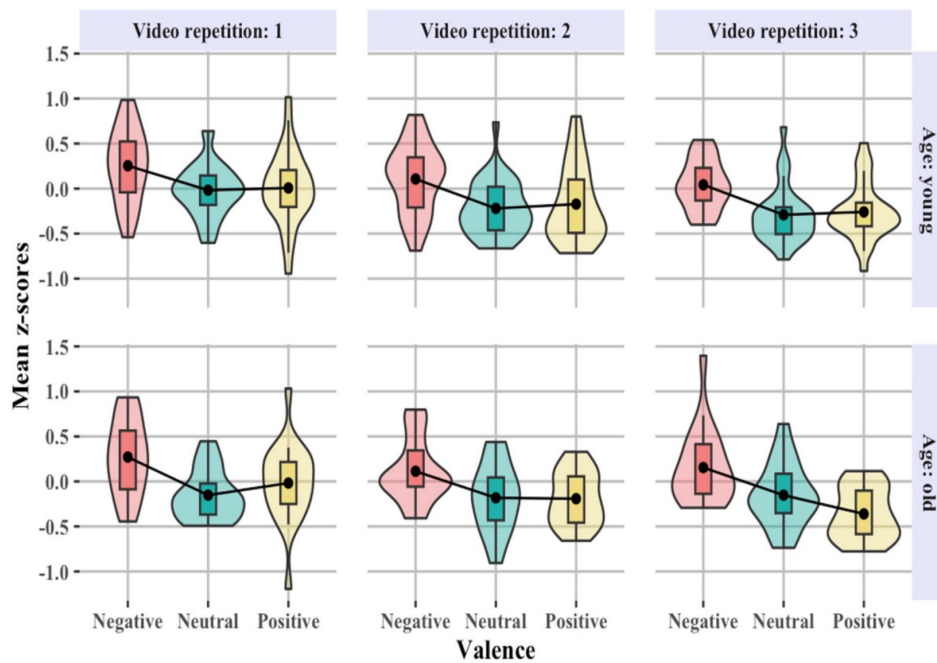 Video repetition: 1
Video repetition: 2
Video repetition: 3
Mean z-scores
1.5
1.0
0.5
0.0
-0.5
-1.0
Age: young
1.5
1.0
0.5
0.0
-0.5
-1.0
Age: old
Negative Neutral Positive
Negative Neutral Positive
Negative Neutral Positive
Valence